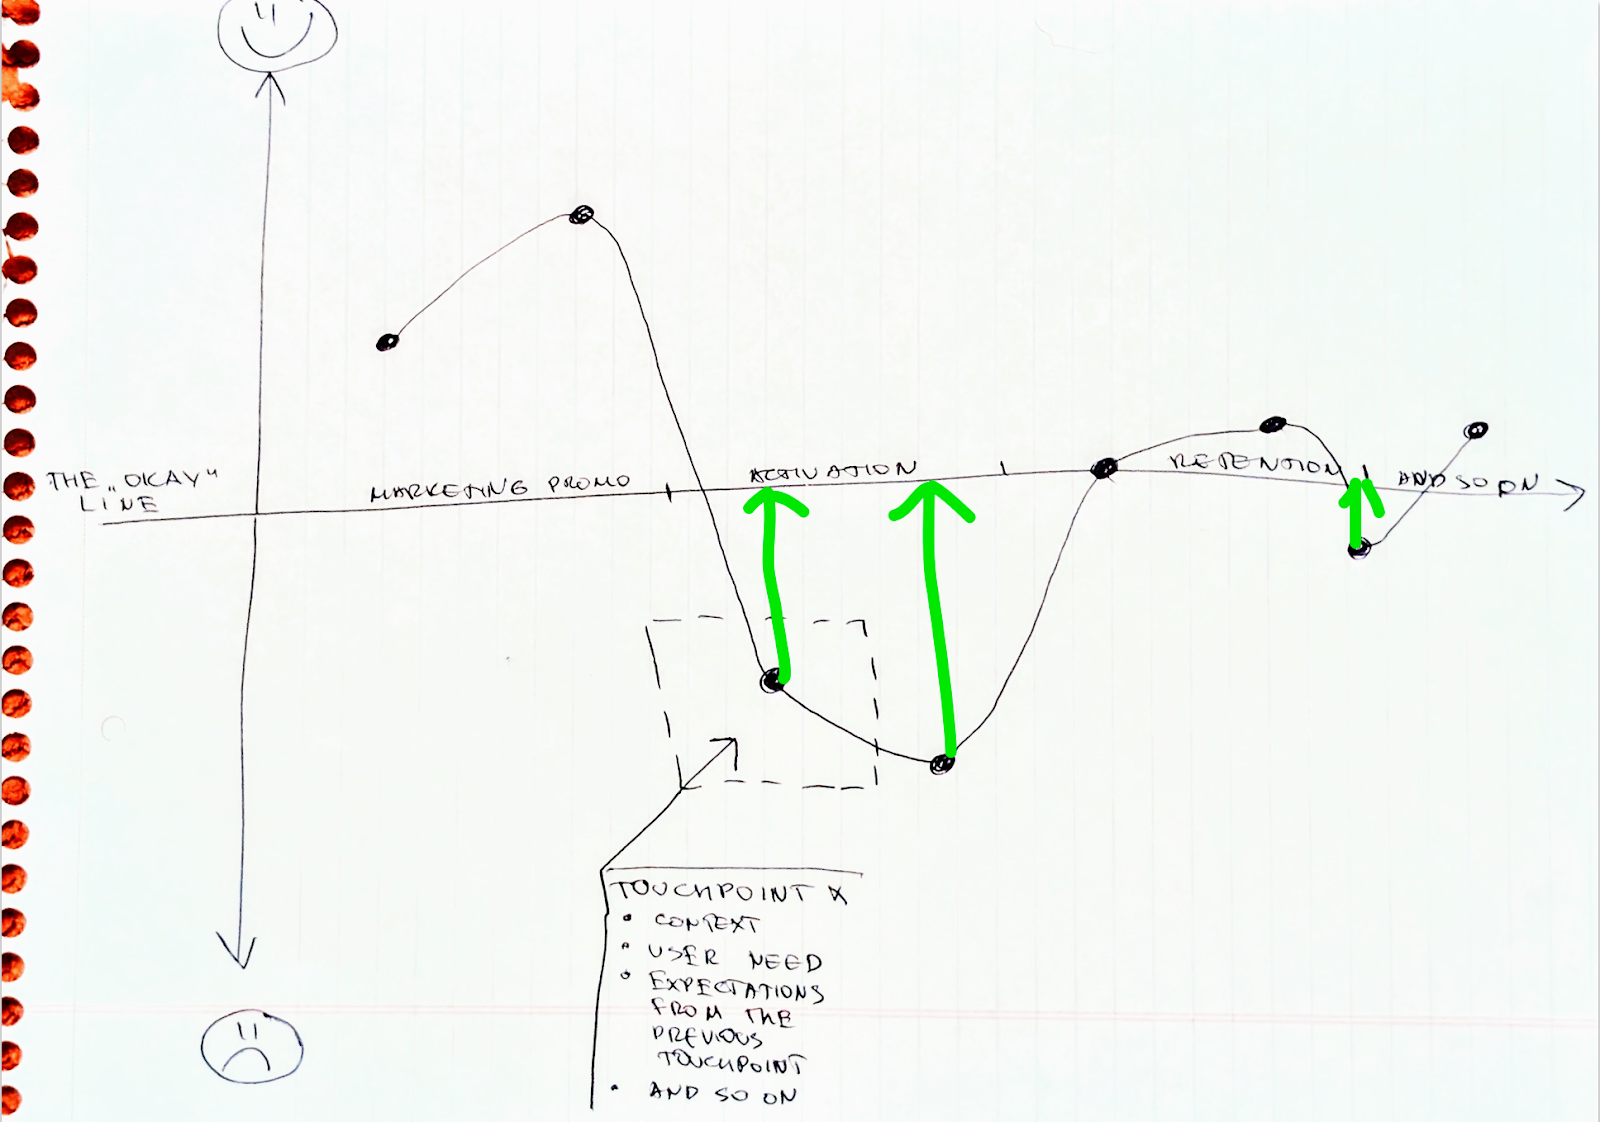 THE „OKAY"
LINE
MARKETING PROMO
ACTIVATION
RETENTION
AND SO ON
TOUCHPOINT X
• CONTEXT
• USER NEED
• EXPECTATIONS
FROM THE
PREVIOUS
TOUCHPOINT
• AND SO ON